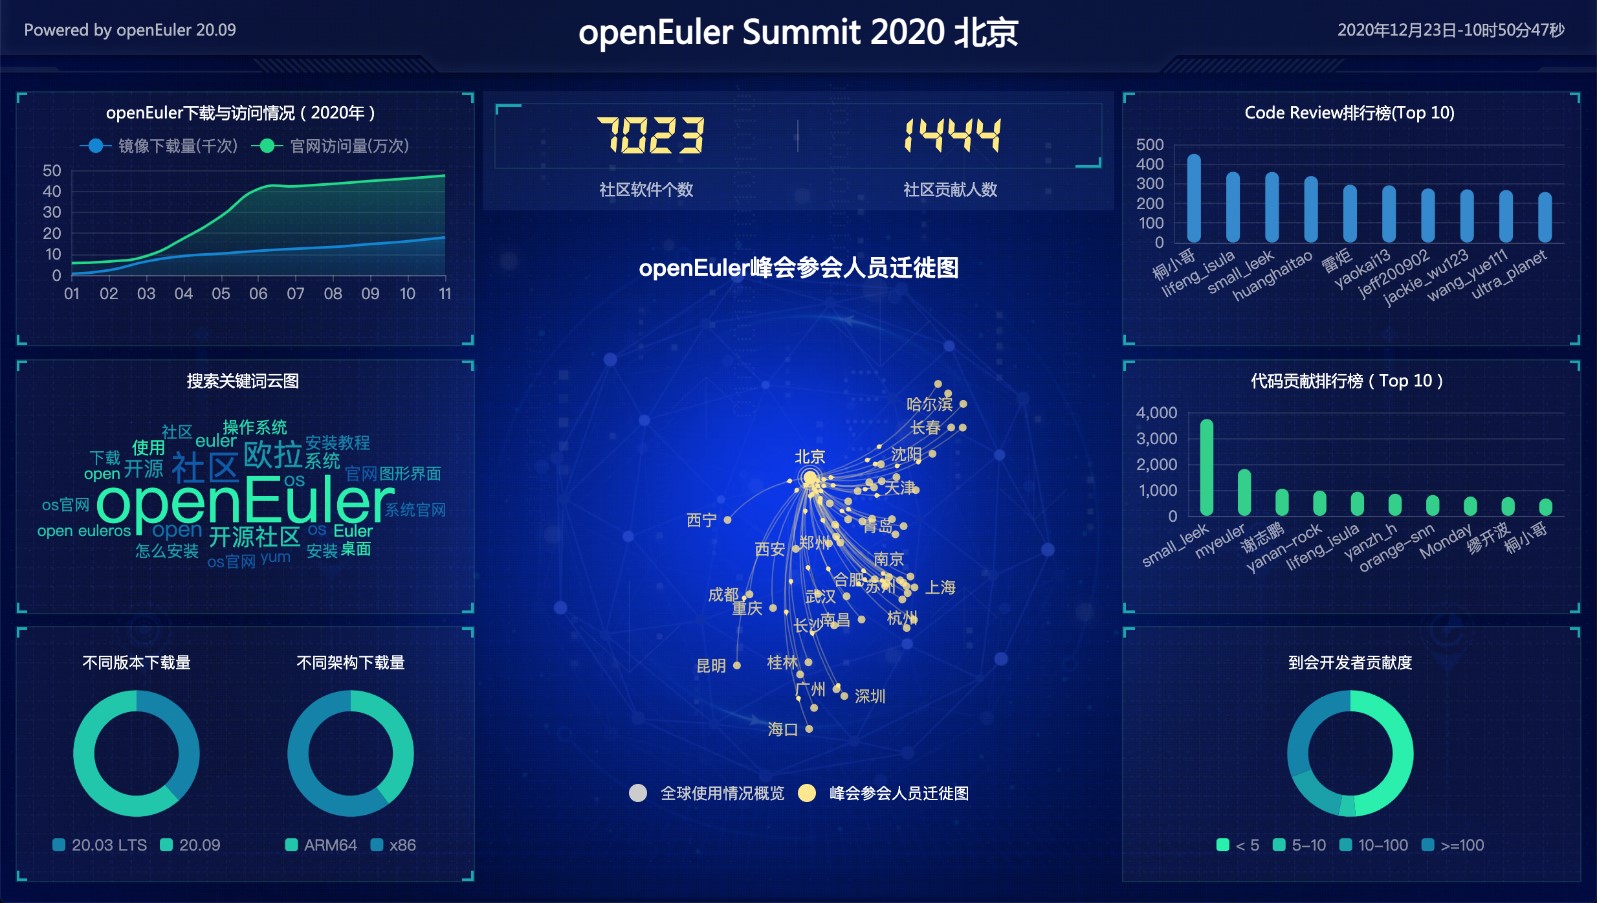 Powered by openEuler 20.09
openEuler Summit 2020 北京
2020年12月23日-10时50分47秒
openEuler下载与访问情况（2020年）
镜像下载量(千次)
官网访问量(万次)
50
40
30
20
10
0
01 02 03 04 05 06 07 08 09 10 11
搜索关键词云图
操作系统
社区
euler
使用
欧拉
安装教程
下载
社区
系统
open
开源
官网
图形界面
os
os官网
openEuler
系统官网
open euleros
open
开源社区
os
Euler
怎么安装
安装
桌面
os官网
yum
不同版本下载量
20.03 LTS
20.09
不同架构下载量
ARM64
x86
7023
社区软件个数
1444
社区贡献人数
openEuler峰会参会人员迁徙图
哈尔滨
长春
北京
沈阳
天津
西宁
青岛
西安
郑州
南京
合肥
苏州
上海
成都
武汉
重庆
长沙
南昌
杭州
昆明
桂林
广州
深圳
海口
全球使用情况概览
峰会参会人员迁徙图
Code Review排行榜(Top 10)
500
400
300
200
100
0
桐小哥
lifeng_isula
small_leek
huanghaitao
雷炬
yaokai13
jeff200902
jackie_wu123
wang_yue111
ultra_planet
代码贡献排行榜（Top 10）
4,000
3,000
2,000
1,000
0
small_leek
myeuler
谢志鹏
yanan-rock
lifeng_isula
yanzh_h
orange-snn
Monday
缪开波
桐小哥
到会开发者贡献度
< 5
5-10
10-100
>=100